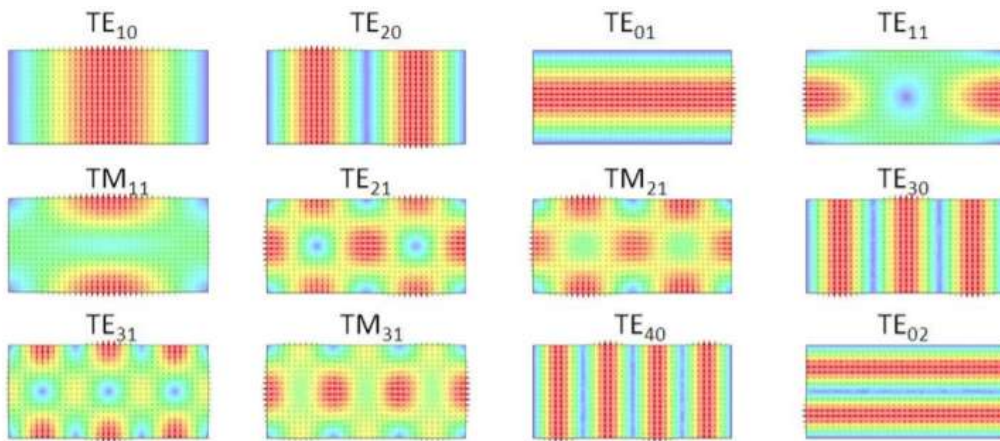 TE₁₀ TE₂₀ TE₀₁ TE₁₁
TM₁₁ TE₂₁ TM₂₁ TE₃₀
TE₃₁ TM₃₁ TE₄₀ TE₀₂